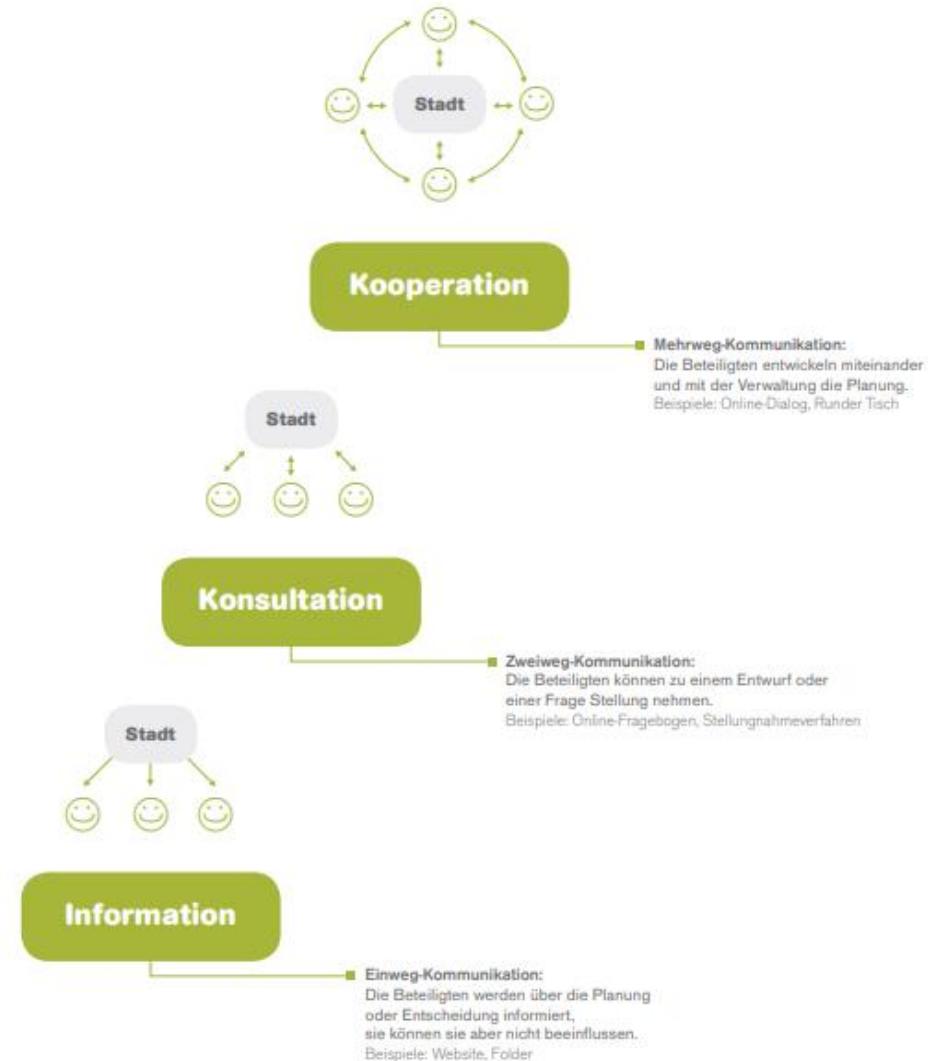 Stadt
Kooperation
Mehrweg-Kommunikation:
Die Beteiligten entwickeln miteinander
und mit der Verwaltung die Planung.
Beispiele: Online-Dialog, Runder Tisch
Stadt
Konsultation
Zweiweg-Kommunikation:
Die Beteiligten können zu einem Entwurf oder
einer Frage Stellung nehmen.
Beispiele: Online-Fragebogen, Stellungnahmeverfahren
Stadt
Information
Einweg-Kommunikation:
Die Beteiligten werden über die Planung
oder Entscheidung informiert,
sie können sie aber nicht beeinflussen.
Beispiele: Website, Folder